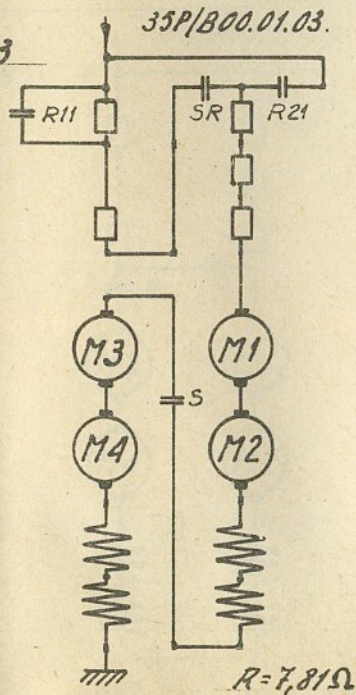 35P/B00.01.03.
3
R11
SR
R21
M3
M1
S
M4
M2
R=7,81Ω